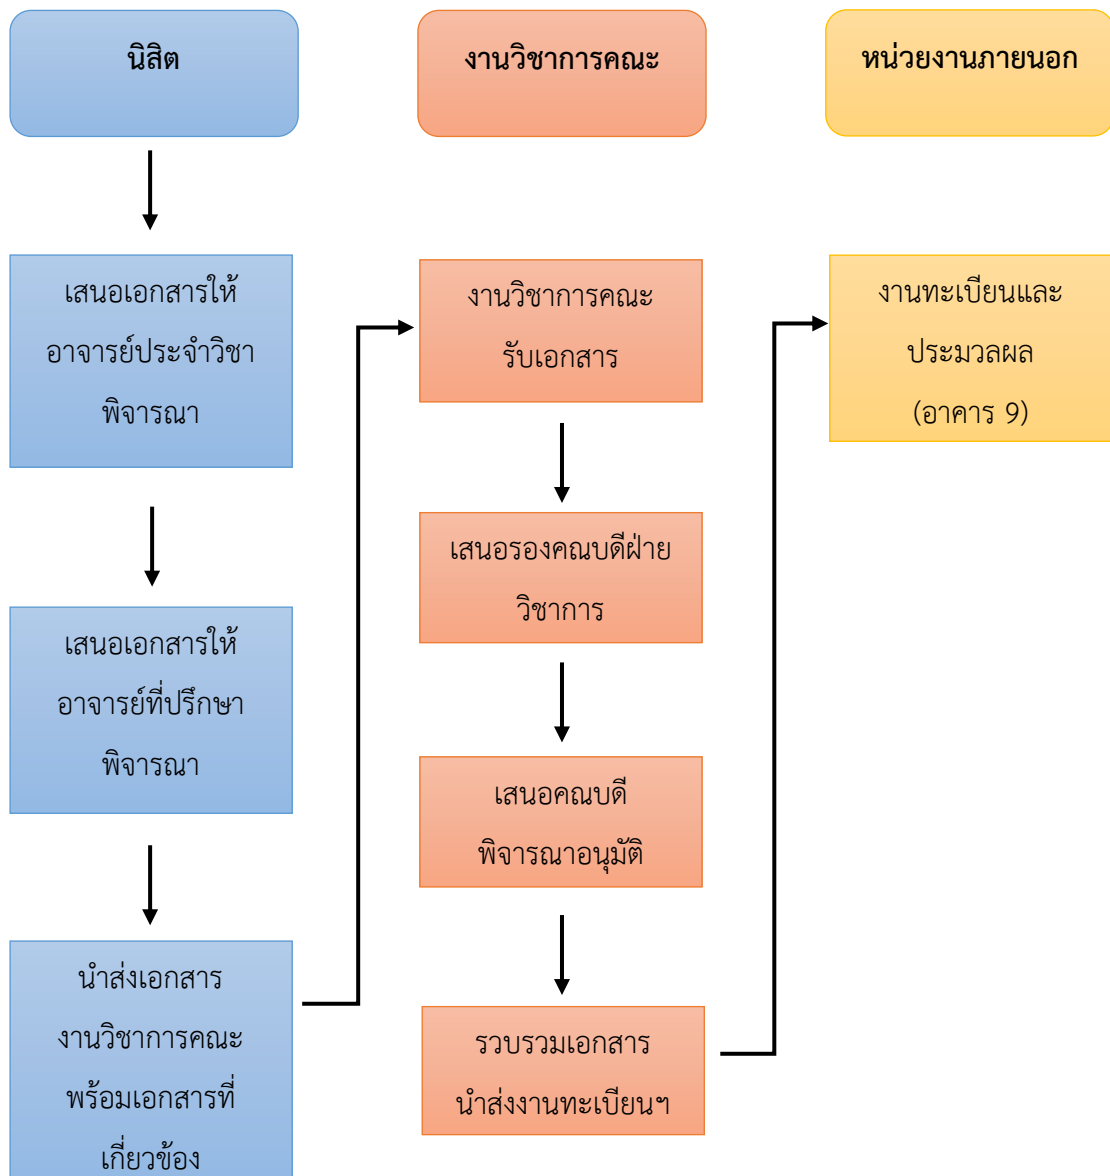 นิสิต
งานวิชาการคณะ
หน่วยงานภายนอก
เสนอเอกสารให้
อาจารย์ประจำวิชา
พิจารณา
เสนอเอกสารให้
อาจารย์ที่ปรึกษา
พิจารณา
นำส่งเอกสาร
งานวิชาการคณะ
พร้อมเอกสารที่
เกี่ยวข้อง
งานวิชาการคณะ
รับเอกสาร
เสนอรองคณบดีฝ่าย
วิชาการ
เสนอคณบดี
พิจารณาอนุมัติ
รวบรวมเอกสาร
นำส่งงานทะเบียนฯ
งานทะเบียนและ
ประมวลผล
(อาคาร 9)